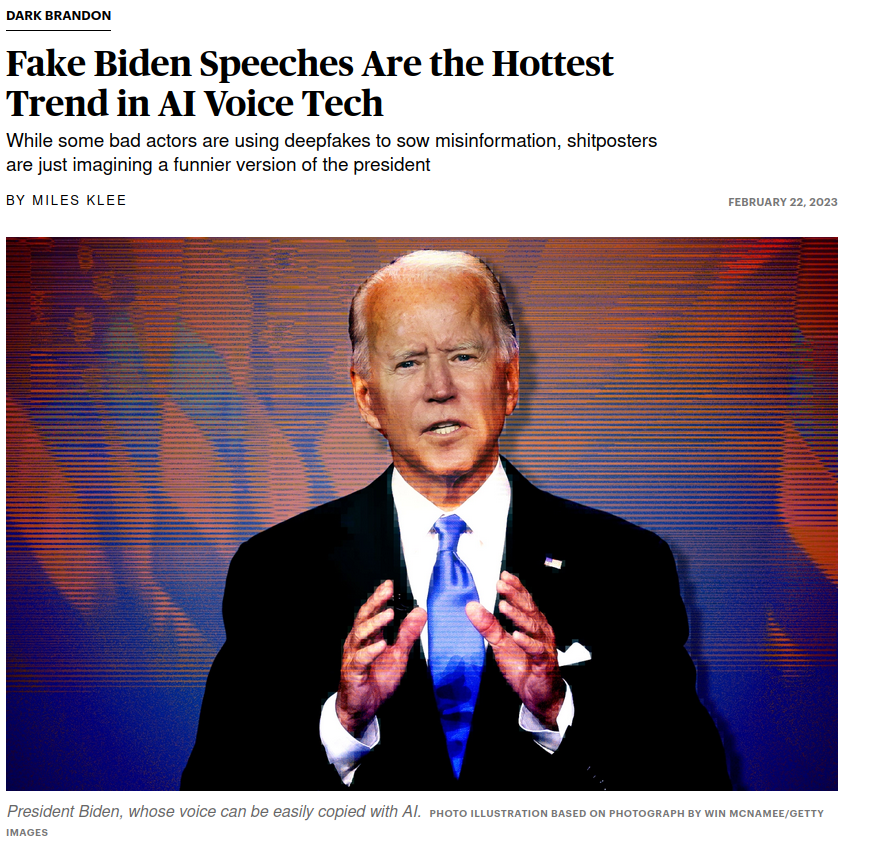 DARK BRANDON
Fake Biden Speeches Are the Hottest
Trend in AI Voice Tech
While some bad actors are using deepfakes to sow misinformation, shitposters
are just imagining a funnier version of the president
BY MILES KLEE
FEBRUARY 22, 2023
President Biden, whose voice can be easily copied with AI. PHOTO ILLUSTRATION BASED ON PHOTOGRAPH BY WIN MCNAMEE/GETTY
IMAGES